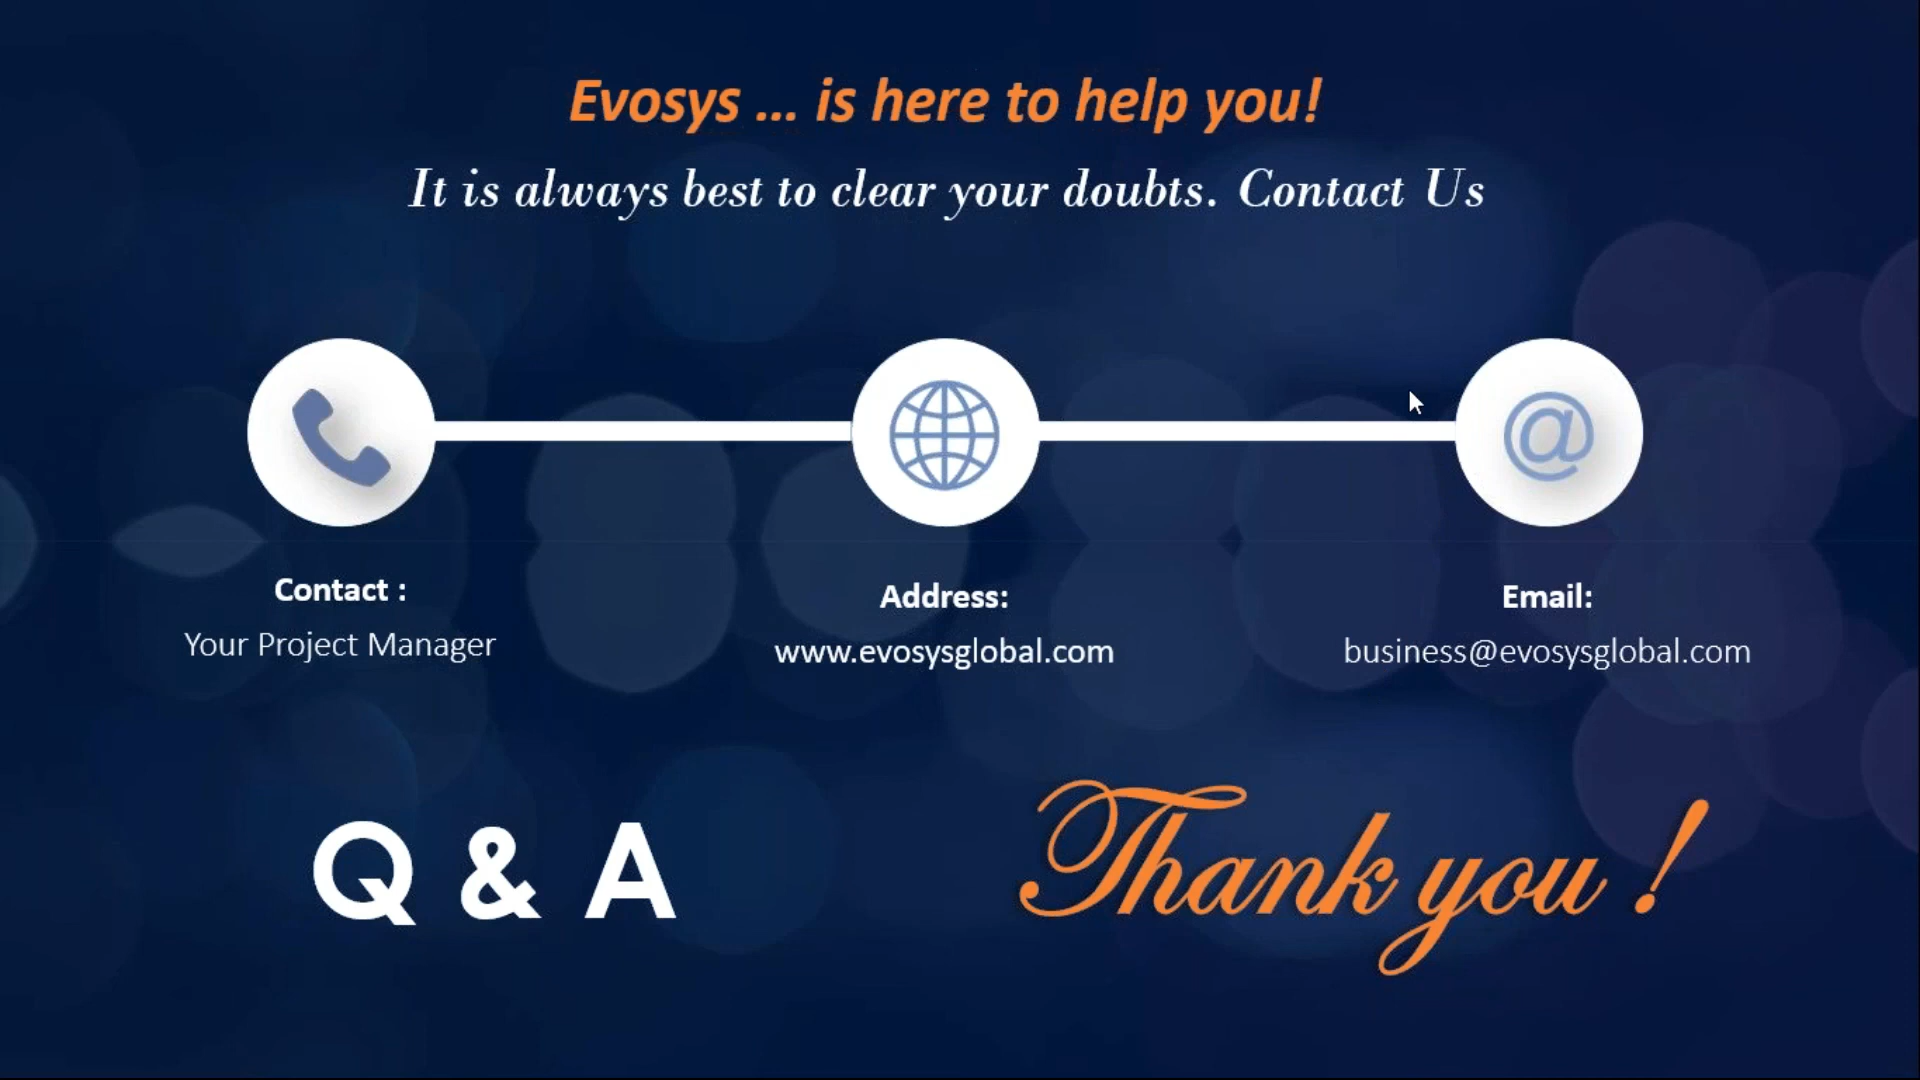 Evosys ... is here to help you!
It is always best to clear your doubts. Contact Us
@
Contact :
Your Project Manager
Address:
www.evosysglobal.com
Email:
business@evosysglobal.com
Q & A
Thank you !